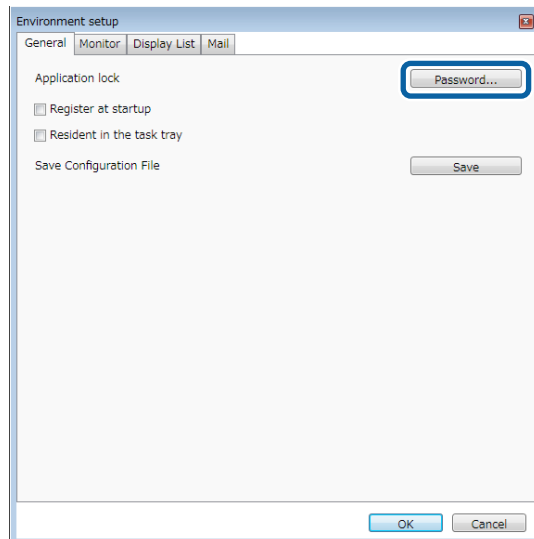 Environment setup
General Monitor Display List Mail
Application lock Password...
Register at startup
Resident in the task tray
Save Configuration File Save
OK Cancel